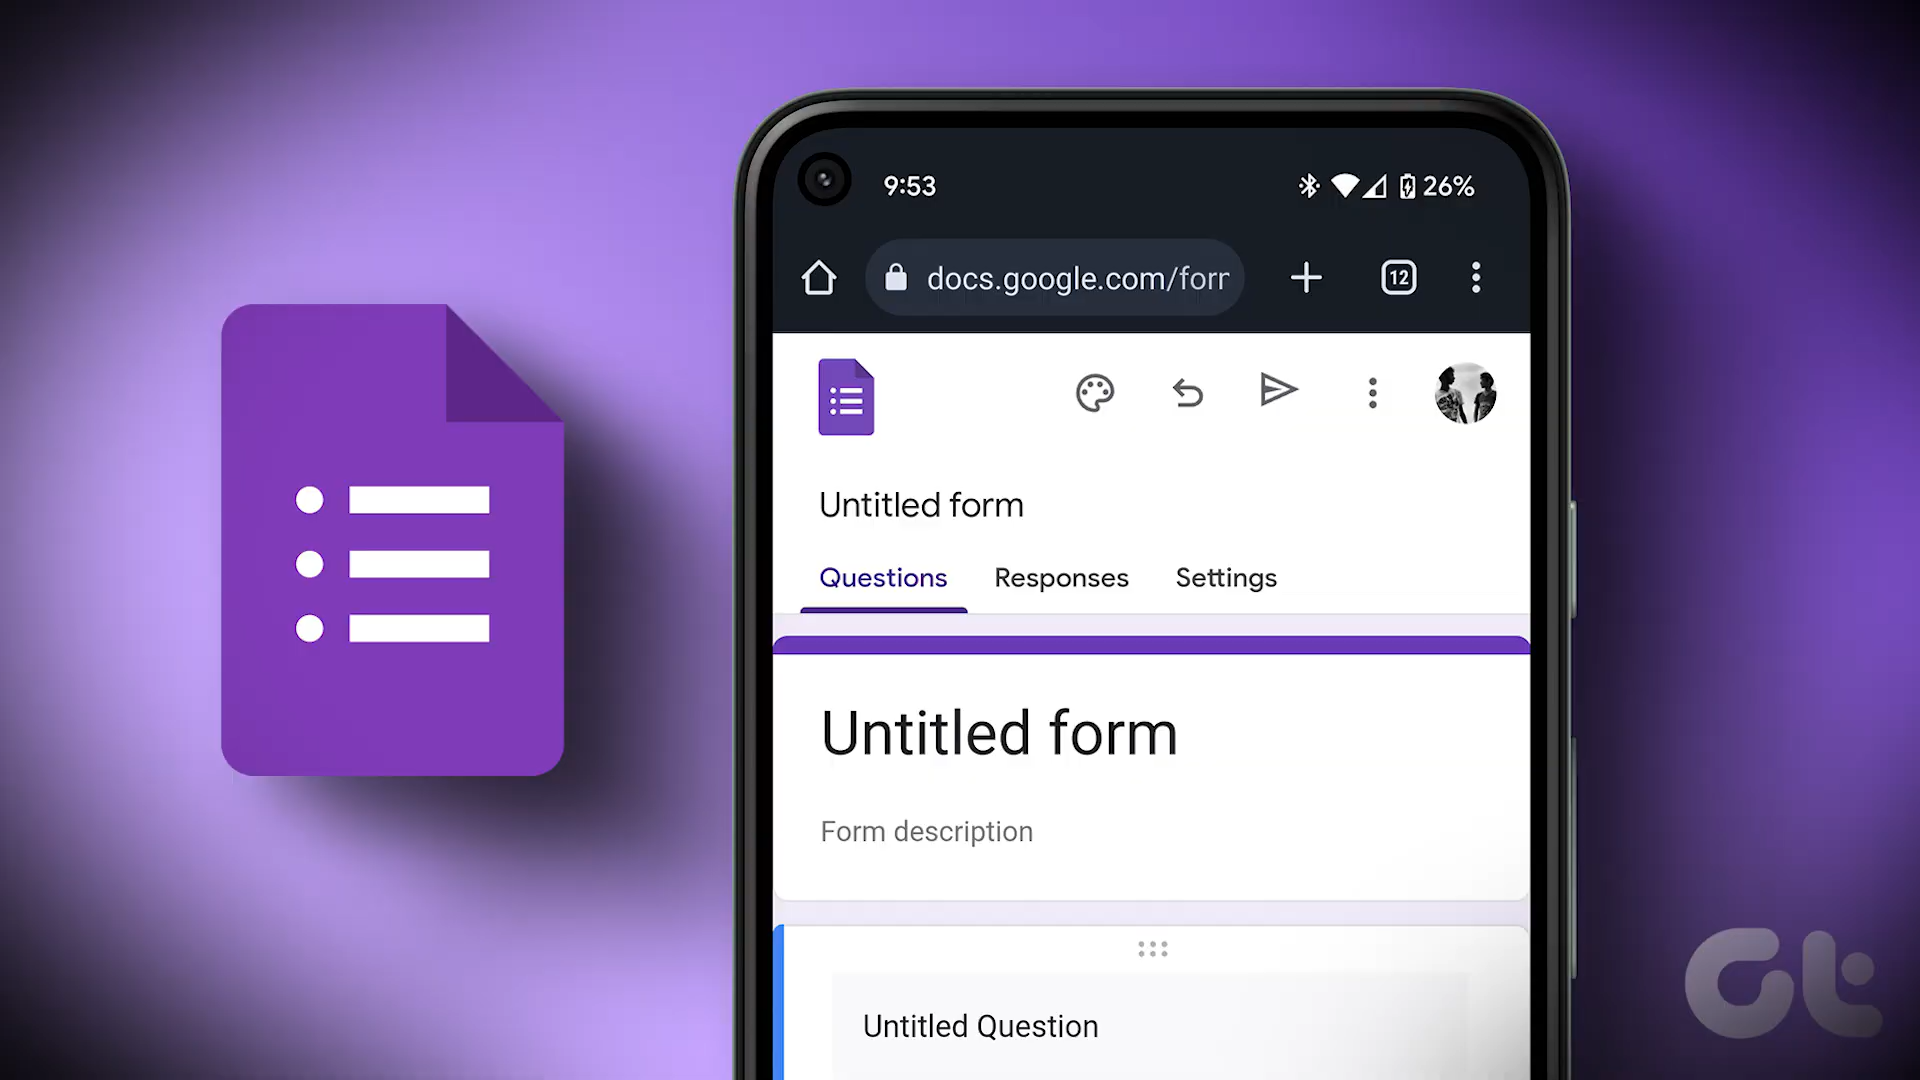 9:53
26%
docs.google.com/forr
12
Untitled form
Questions Responses Settings
Untitled form
Form description
Untitled Question
Gt